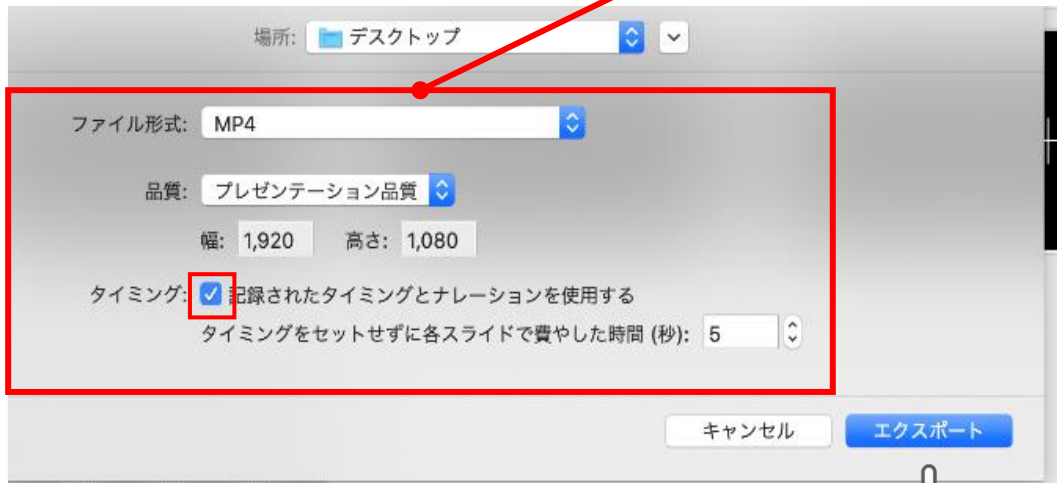 場所: デスクトップ
ファイル形式: MP4
品質: プレゼンテーション品質
幅: 1,920 高さ: 1,080
タイミング: 記録されたタイミングとナレーションを使用する
タイミングをセットせずに各スライドで費やした時間 (秒): 5
キャンセル エクスポート